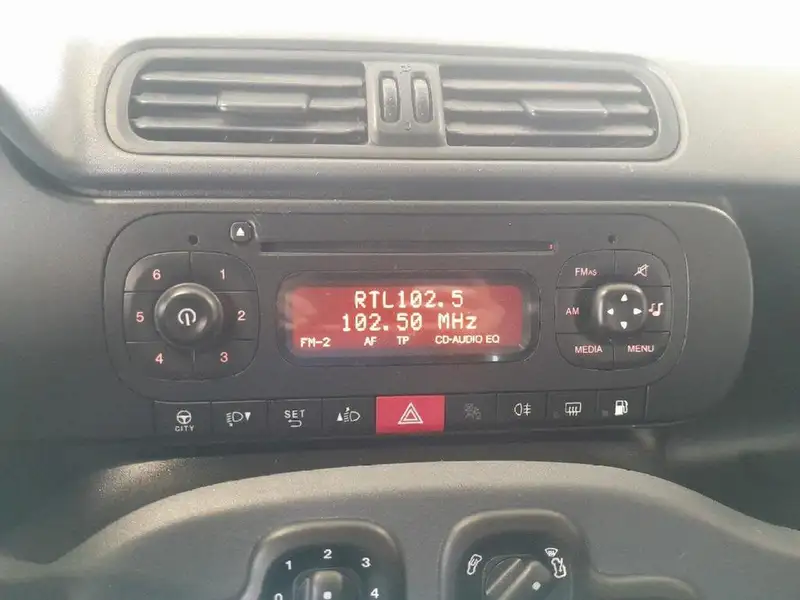 6 1
5 2
4 3
RTL102.5
102.50 MHz
FM-2 AF TP CD-AUDIO EQ
FMAS
AM
MEDIA MENU
CITY
SET
0 1 2 3 4